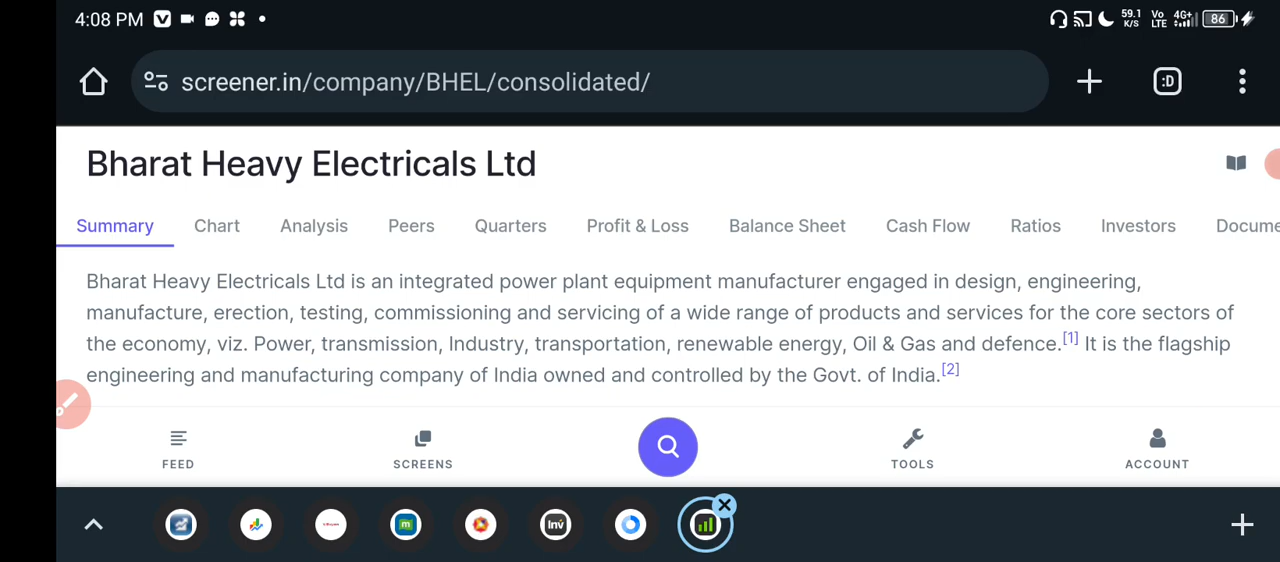 4:08 PM
59.1 K/S Vo LTE 4G+ 86
screener.in/company/BHEL/consolidated/
:D
Bharat Heavy Electricals Ltd
Summary Chart Analysis Peers Quarters Profit & Loss Balance Sheet Cash Flow Ratios Investors Docume
Bharat Heavy Electricals Ltd is an integrated power plant equipment manufacturer engaged in design, engineering,
manufacture, erection, testing, commissioning and servicing of a wide range of products and services for the core sectors of
the economy, viz. Power, transmission, Industry, transportation, renewable energy, Oil & Gas and defence.[1] It is the flagship
engineering and manufacturing company of India owned and controlled by the Govt. of India.[2]
FEED SCREENS TOOLS ACCOUNT
m Inv